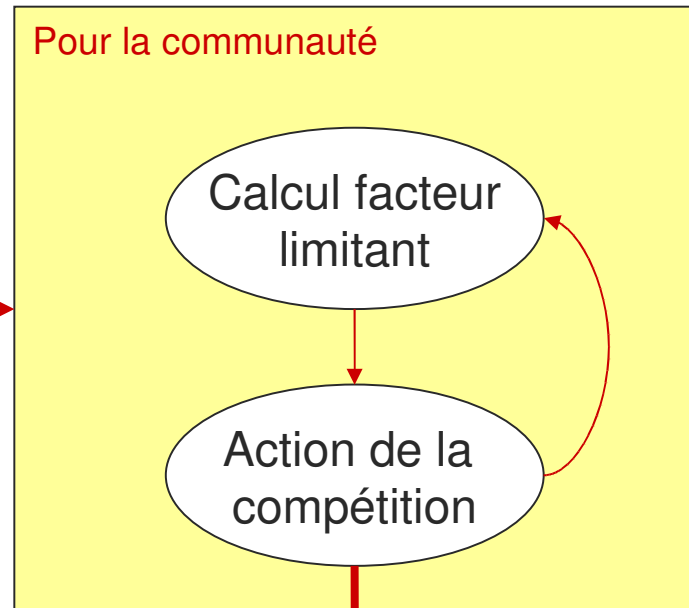 Pour la communauté
Calcul facteur
limitant
Action de la
compétition